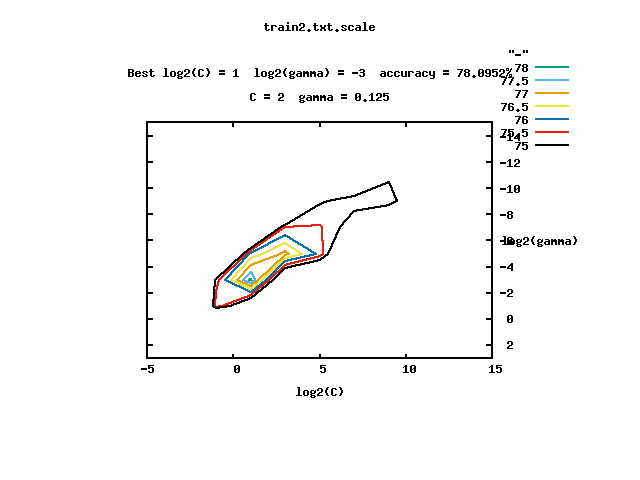 train2.txt.scale
"-"
Best log2(C) = 1  log2(gamma) = -3  accuracy = 78.0952%
78
77.5
77
C = 2  gamma = 0.125
76.5
76
75.5
75
-14
-12
-10
-8
-6
log2(gamma)
-4
-2
0
2
-5 0 5 10 15
log2(C)